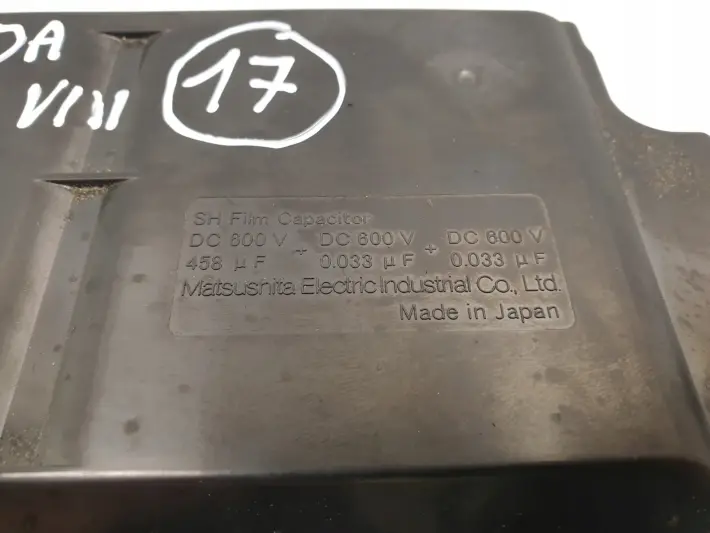 DA
VIII
17
SH Film Capacitor
DC 600 V + DC 600 V + DC 600 V
458 µF 0.033 µF 0.033 µF
Matsushita Electric Industrial Co., Ltd.
Made in Japan